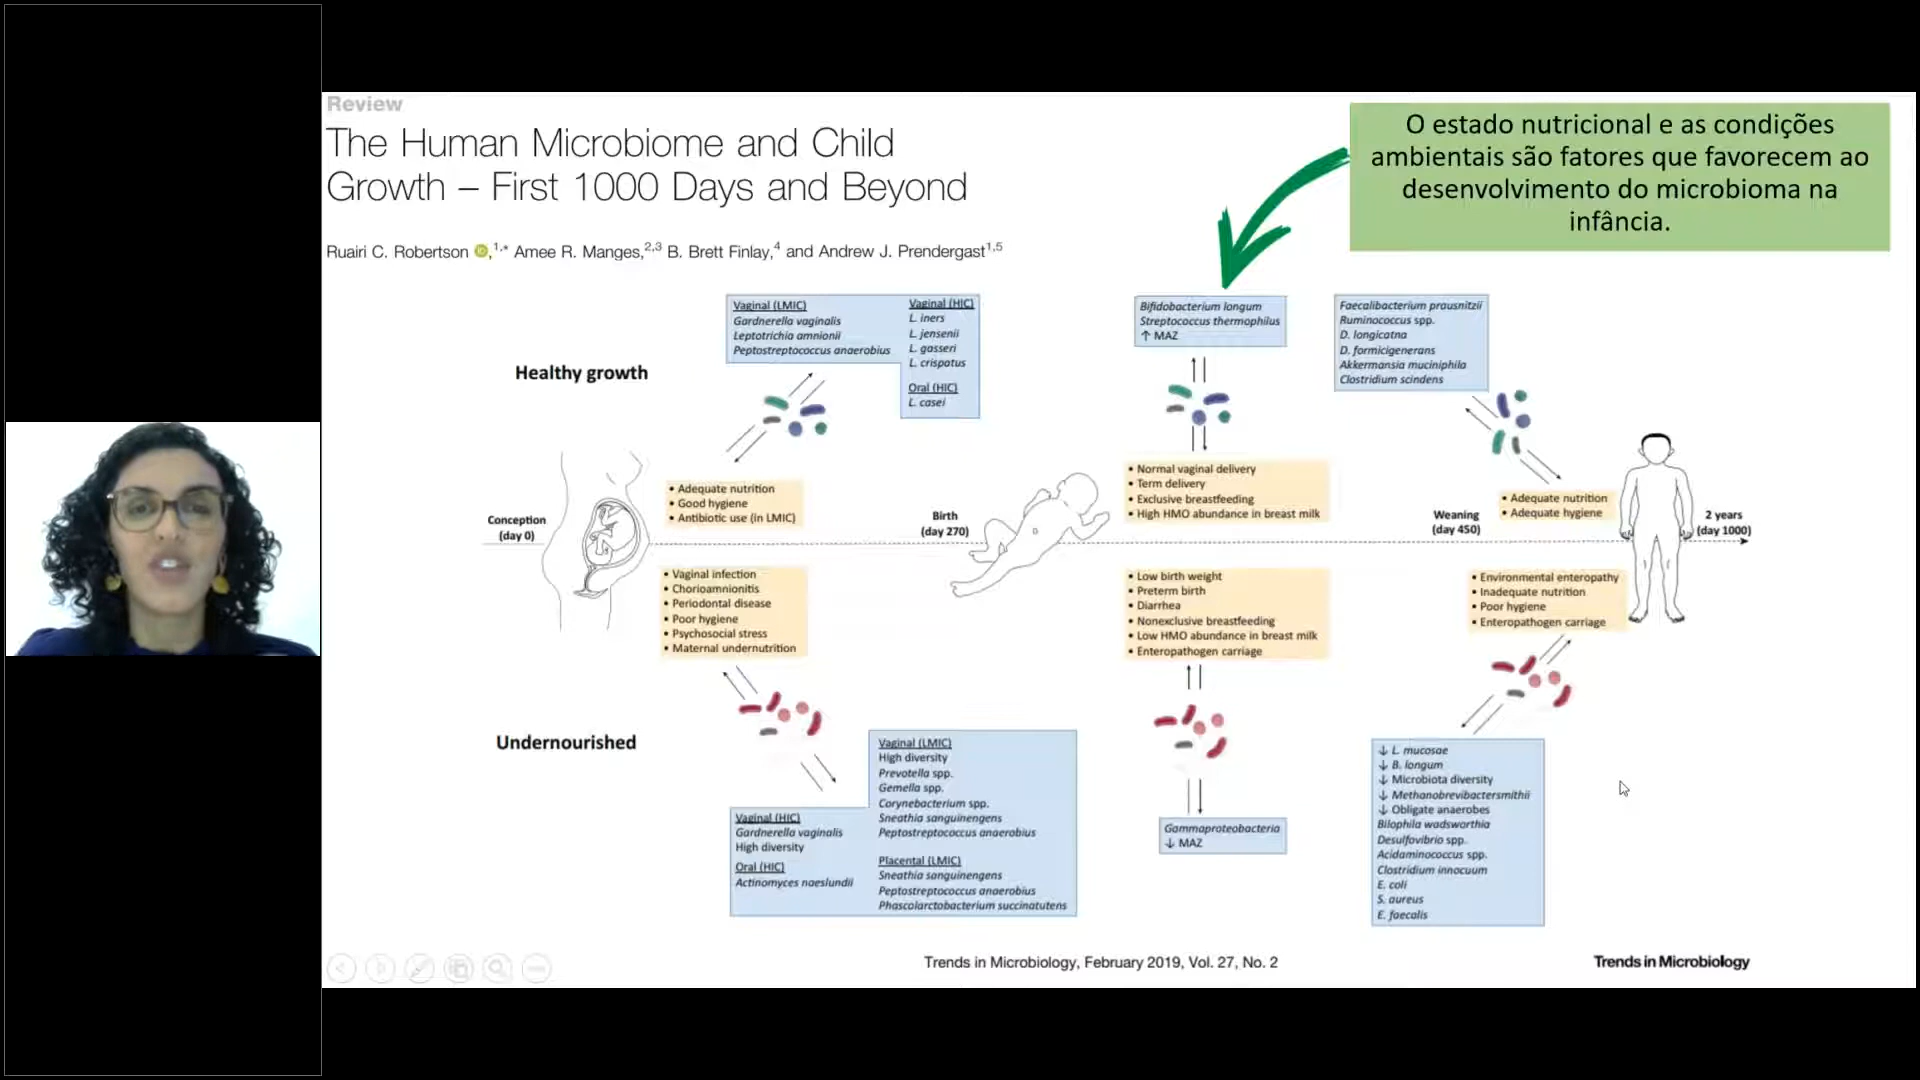 Review
The Human Microbiome and Child
Growth – First 1000 Days and Beyond
Ruairi C. Robertson ,1,* Amee R. Manges,2,3 B. Brett Finlay,4 and Andrew J. Prendergast1,5
O estado nutricional e as condições
ambientais são fatores que favorecem ao
desenvolvimento do microbioma na
infância.
Healthy growth
Vaginal (LMIC)
Gardnerella vaginalis
Leptotrichia amnionii
Peptostreptococcus anaerobius
Vaginal (HIC)
L. iners
L. jensenii
L. gasseri
L. crispatus
Oral (HIC)
L. casei
Bifidobacterium longum
Streptococcus thermophilus
↑ MAZ
Faecalibacterium prausnitzii
Ruminococcus spp.
D. longicatna
D. formicigenerans
Akkermansia muciniphila
Clostridium scindens
Conception
(day 0)
• Adequate nutrition
• Good hygiene
• Antibiotic use (in LMIC)
Birth
(day 270)
• Normal vaginal delivery
• Term delivery
• Exclusive breastfeeding
• High HMO abundance in breast milk
Weaning
(day 450)
• Adequate nutrition
• Adequate hygiene
2 years
(day 1000)
• Vaginal infection
• Chorioamnionitis
• Periodontal disease
• Poor hygiene
• Psychosocial stress
• Maternal undernutrition
• Low birth weight
• Preterm birth
• Diarrhea
• Nonexclusive breastfeeding
• Low HMO abundance in breast milk
• Enteropathogen carriage
• Environmental enteropathy
• Inadequate nutrition
• Poor hygiene
• Enteropathogen carriage
Undernourished
Vaginal (HIC)
Gardnerella vaginalis
High diversity
Oral (HIC)
Actinomyces naeslundii
Vaginal (LMIC)
High diversity
Prevotella spp.
Gemella spp.
Corynebacterium spp.
Sneathia sanguinengens
Peptostreptococcus anaerobius
Placental (LMIC)
Sneathia sanguinengens
Peptostreptococcus anaerobius
Phascolarctobacterium succinatutens
Gammaproteobacteria
↓ MAZ
↓ L. mucosae
↓ B. longum
↓ Microbiota diversity
↓ Methanobrevibactersmithii
↓ Obligate anaerobes
Bilophila wadsworthia
Desulfovibrio spp.
Acidaminococcus spp.
Clostridium innocuum
E. coli
S. aureus
E. faecalis
Trends in Microbiology, February 2019, Vol. 27, No. 2
Trends in Microbiology